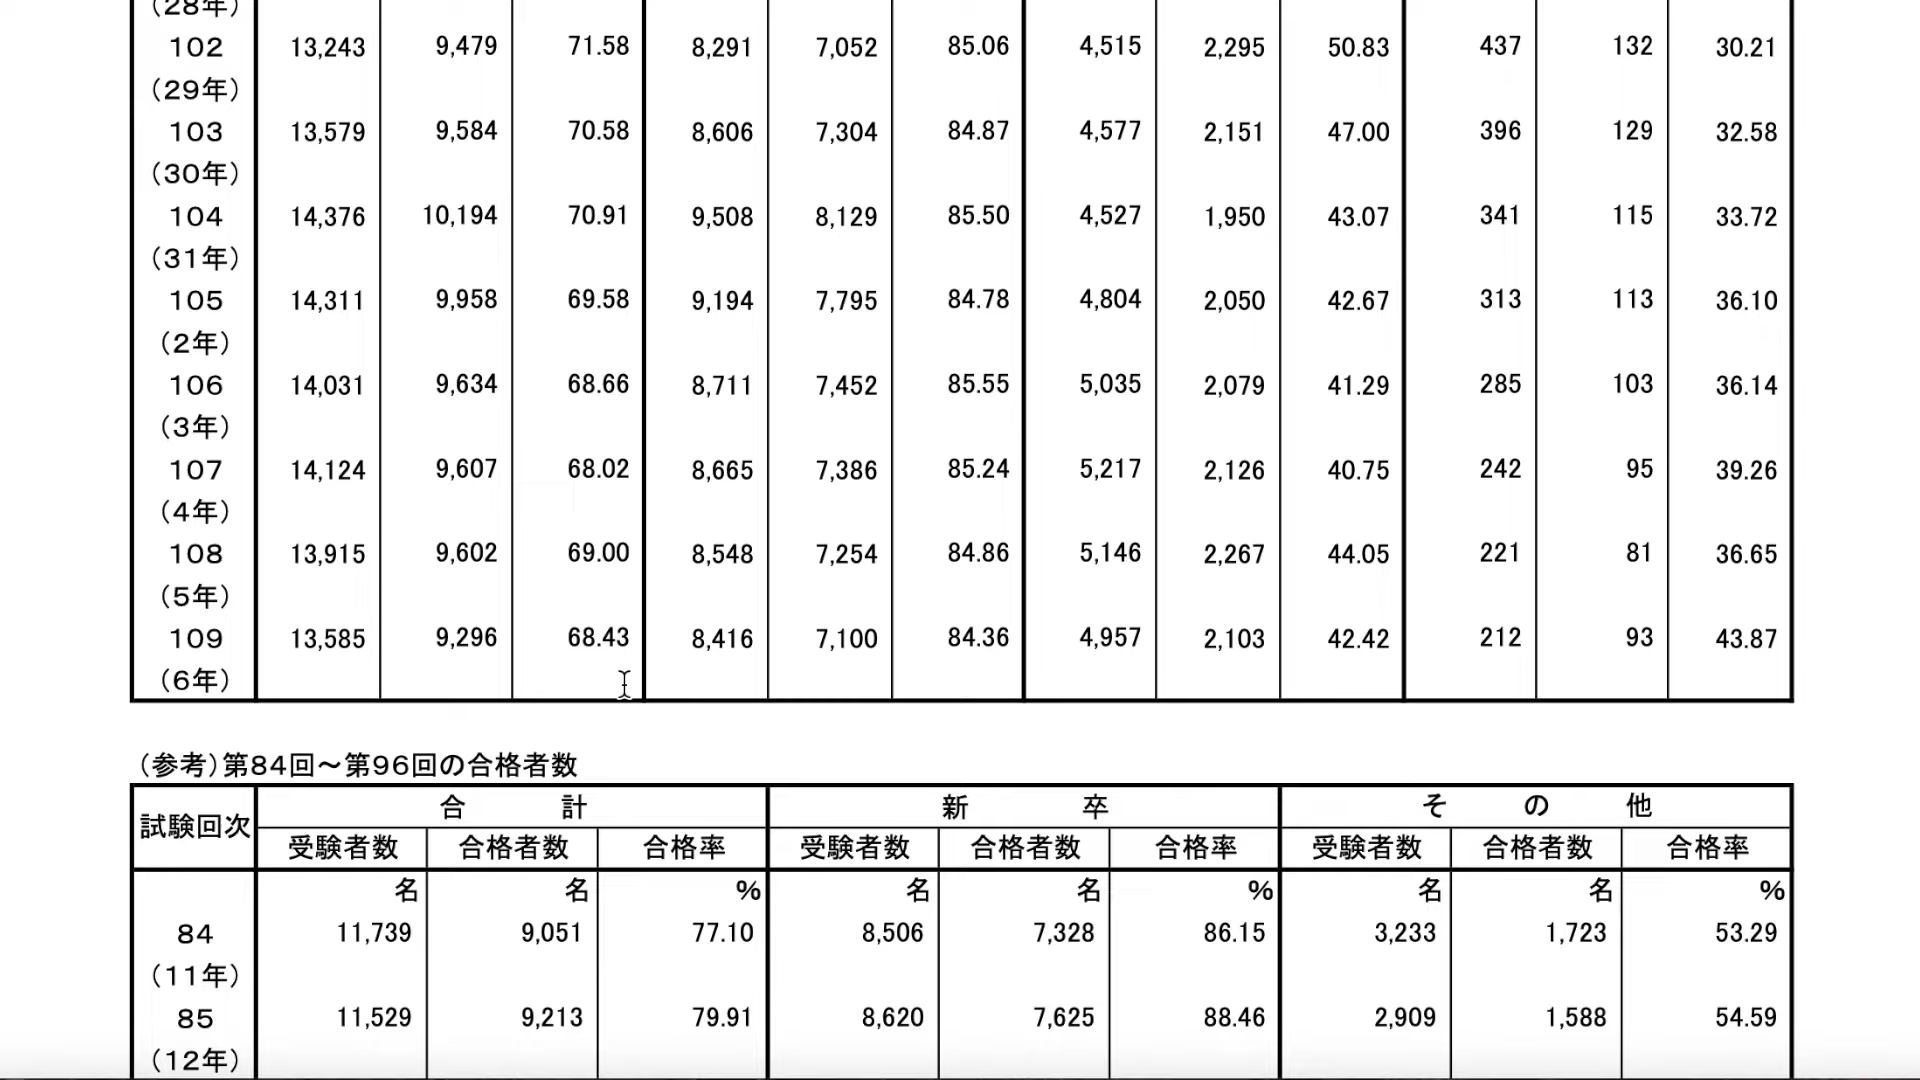 (28年)
102 13,243 9,479 71.58 8,291 7,052 85.06 4,515 2,295 50.83 437 132 30.21
(29年)
103 13,579 9,584 70.58 8,606 7,304 84.87 4,577 2,151 47.00 396 129 32.58
(30年)
104 14,376 10,194 70.91 9,508 8,129 85.50 4,527 1,950 43.07 341 115 33.72
(31年)
105 14,311 9,958 69.58 9,194 7,795 84.78 4,804 2,050 42.67 313 113 36.10
(2年)
106 14,031 9,634 68.66 8,711 7,452 85.55 5,035 2,079 41.29 285 103 36.14
(3年)
107 14,124 9,607 68.02 8,665 7,386 85.24 5,217 2,126 40.75 242 95 39.26
(4年)
108 13,915 9,602 69.00 8,548 7,254 84.86 5,146 2,267 44.05 221 81 36.65
(5年)
109 13,585 9,296 68.43 8,416 7,100 84.36 4,957 2,103 42.42 212 93 43.87
(6年)
(参考)第84回~第96回の合格者数
試験回次 合計 新卒 その他
受験者数 合格者数 合格率 受験者数 合格者数 合格率 受験者数 合格者数 合格率
名 名 % 名 名 % 名 名 %
84 11,739 9,051 77.10 8,506 7,328 86.15 3,233 1,723 53.29
(11年)
85 11,529 9,213 79.91 8,620 7,625 88.46 2,909 1,588 54.59
(12年)